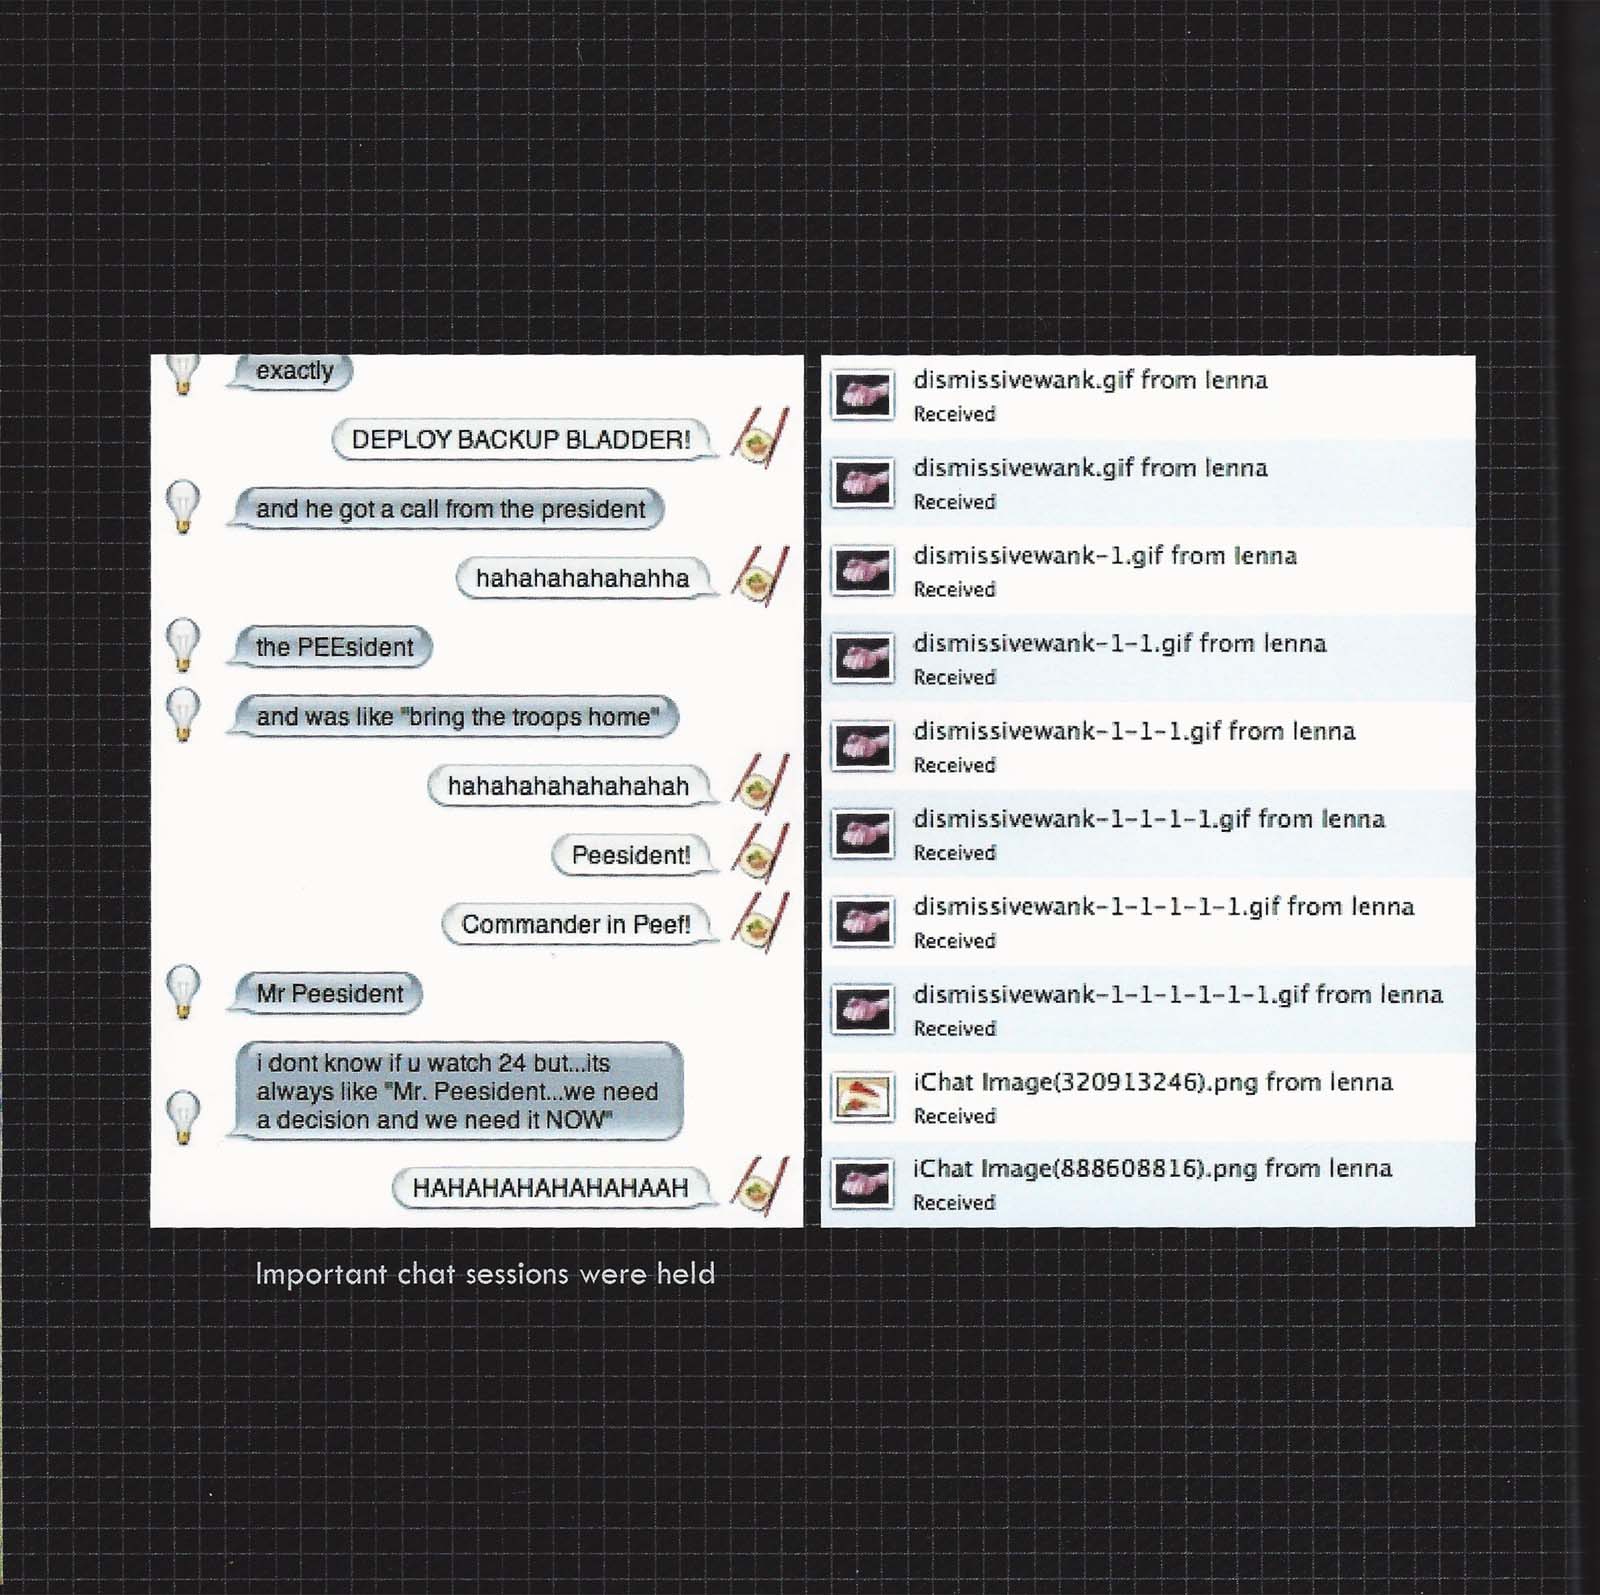 exactly
DEPLOY BACKUP BLADDER!
and he got a call from the president
hahahahahahahha
the PEEsident
and was like "bring the troops home"
hahahahahahahahah
Peesident!
Commander in Peef!
Mr Peesident
i dont know if u watch 24 but...its
always like "Mr. Peesident...we need
a decision and we need it NOW"
HAHAHAHAHAHAHAAH
dismissivewank.gif from lenna
Received
dismissivewank.gif from lenna
Received
dismissivewank-1.gif from lenna
Received
dismissivewank-1-1.gif from lenna
Received
dismissivewank-1-1-1.gif from lenna
Received
dismissivewank-1-1-1-1.gif from lenna
Received
dismissivewank-1-1-1-1-1.gif from lenna
Received
dismissivewank-1-1-1-1-1-1.gif from lenna
Received
iChat Image(320913246).png from lenna
Received
iChat Image(888608816).png from lenna
Received
Important chat sessions were held